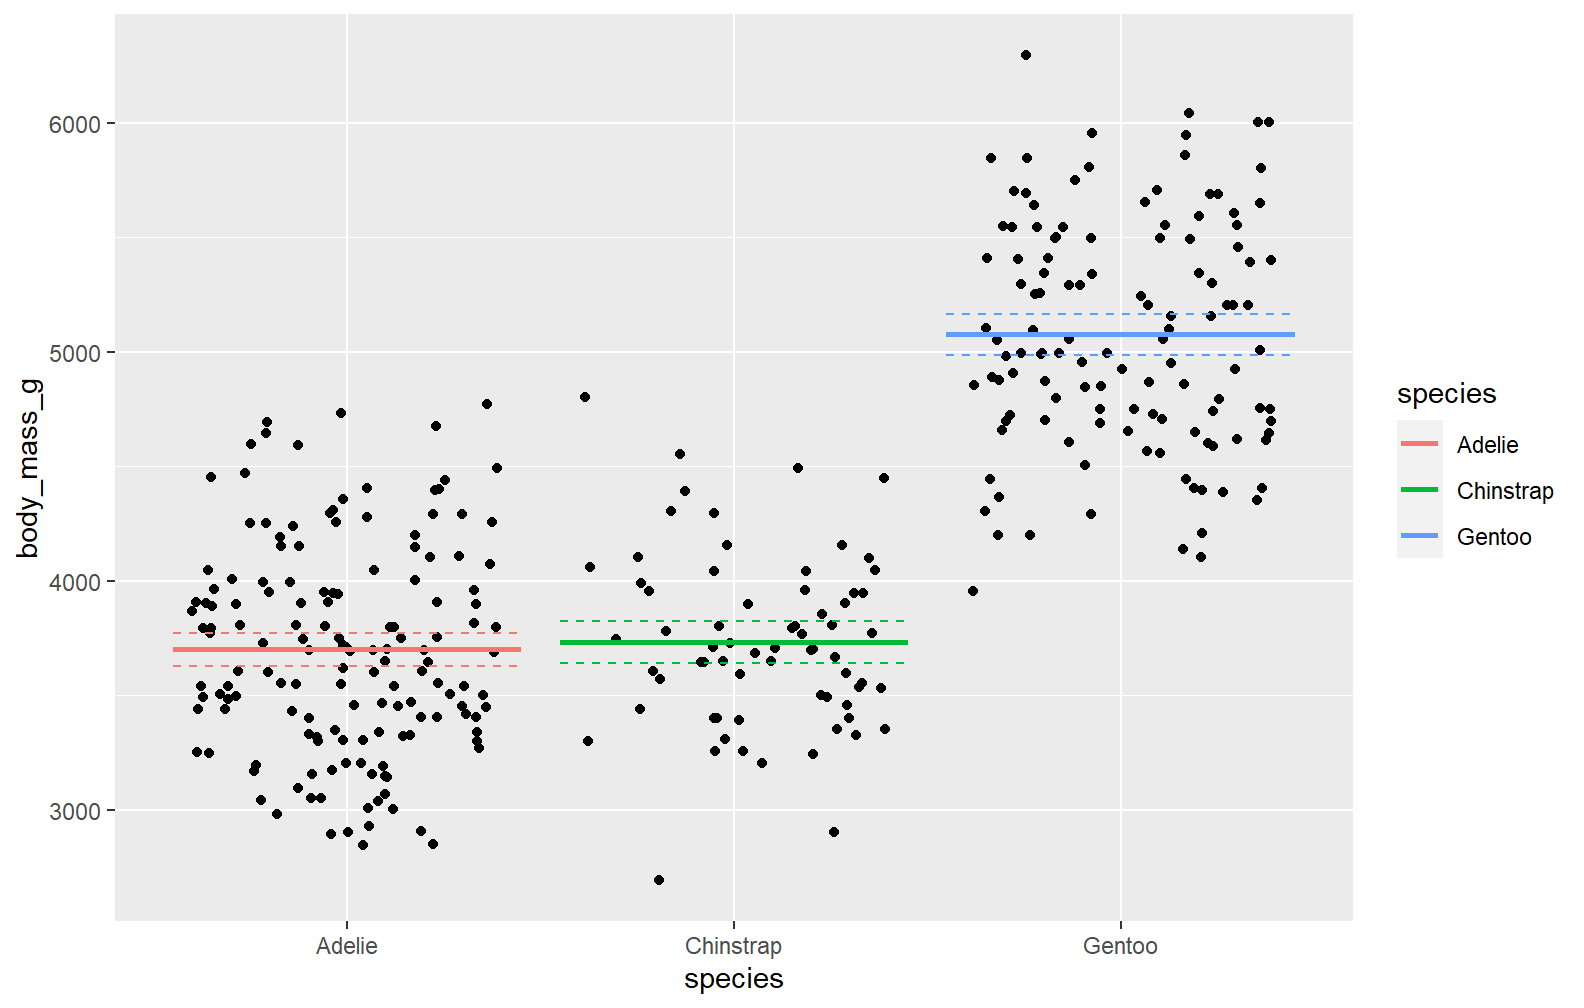 6000
5000
4000
3000
body_mass_g
Adelie
Chinstrap
Gentoo
species
species
Adelie
Chinstrap
Gentoo